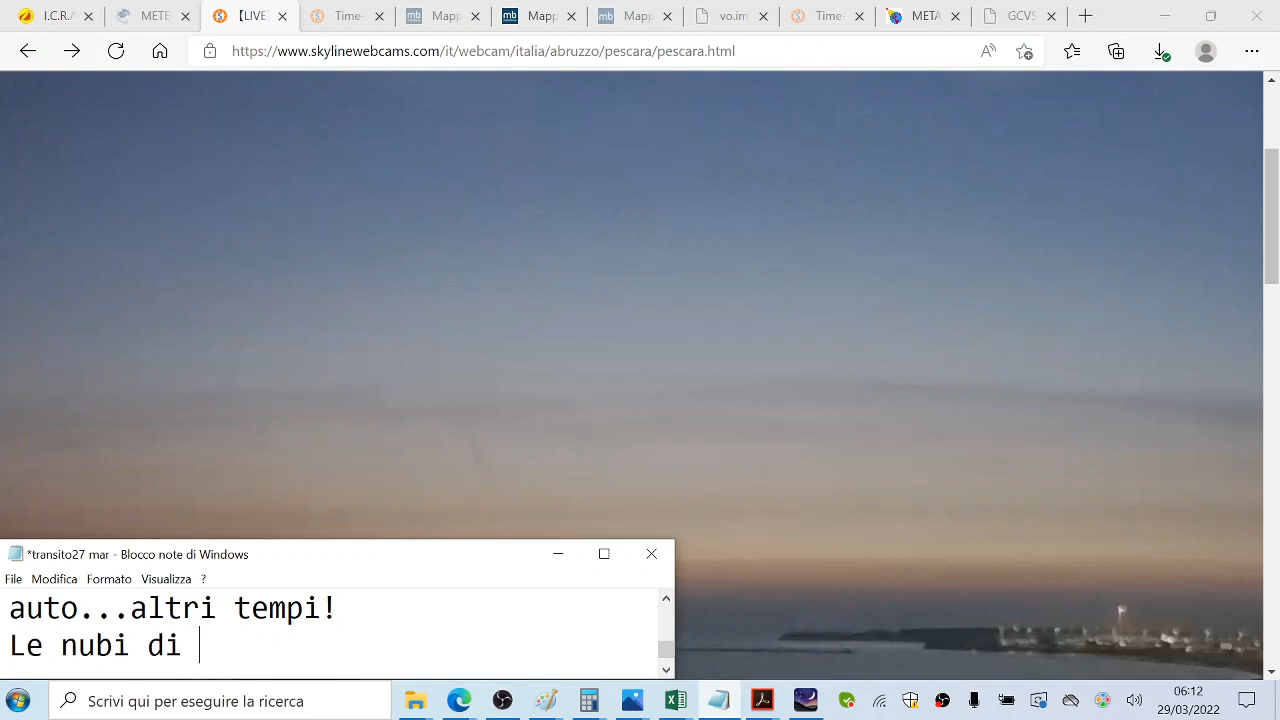 I.C.R.
METE
【LIVE
Time-
Mapp
Mapp
Mapp
vo.im
Time-
META
GCVS
https://www.skylinewebcams.com/it/webcam/italia/abruzzo/pescara/pescara.html
*transito27 mar - Blocco note di Windows
File Modifica Formato Visualizza ?
auto...altri tempi!
Le nubi di
Scrivi qui per eseguire la ricerca
06:12
29/03/2022